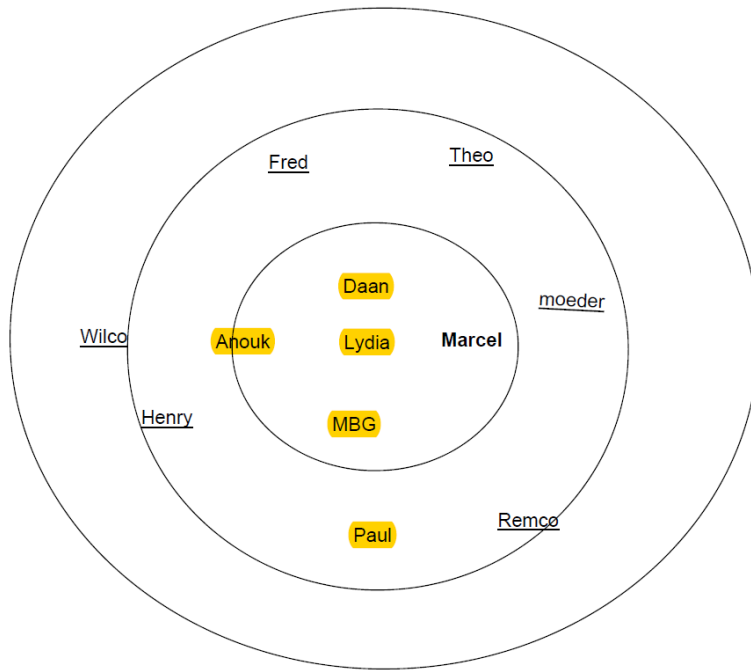 Theo
Fred
Daan
moeder
Wilco
Anouk
Lydia
Marcel
Henry
MBG
Remco
Paul